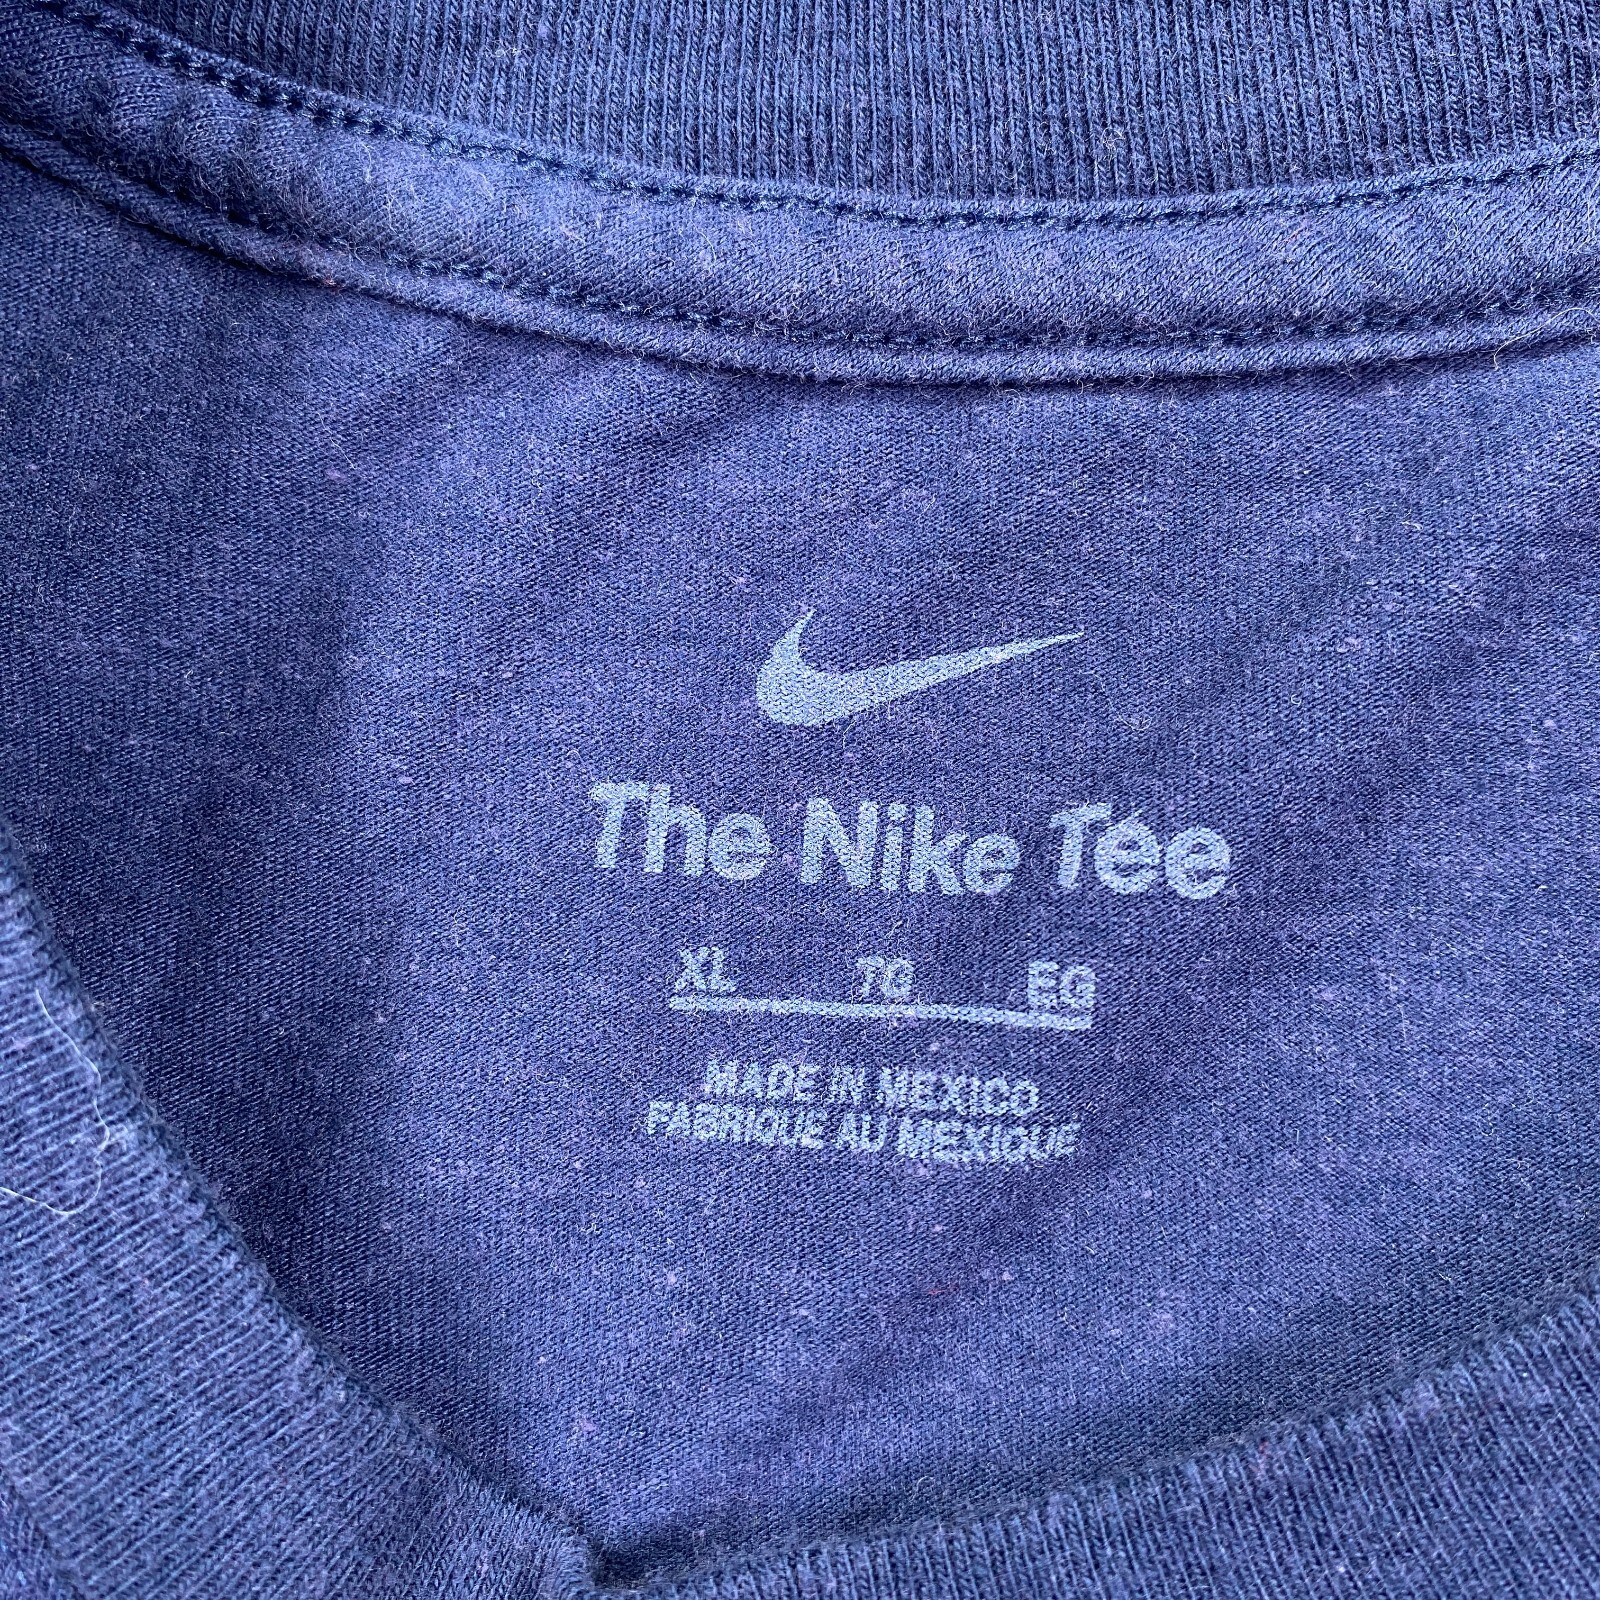 The Nike Tee
XL TG EG
MADE IN MEXICO
FABRIQUE AU MEXIQUE